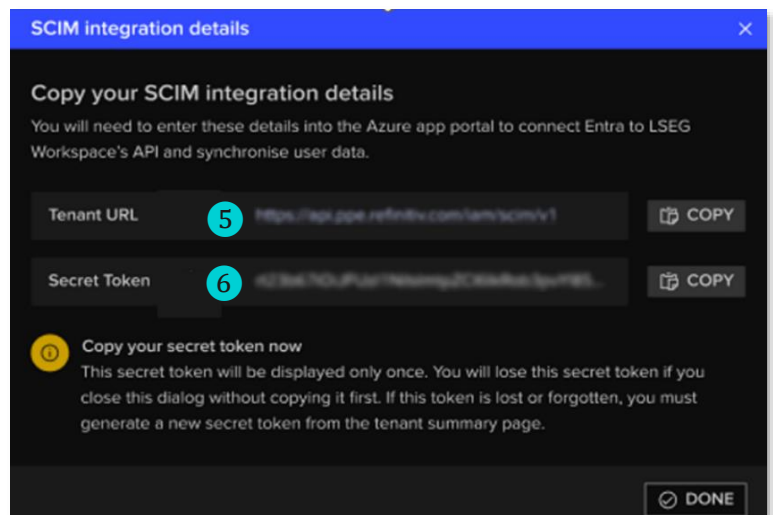 SCIM integration details
Copy your SCIM integration details
You will need to enter these details into the Azure app portal to connect Entra to LSEG
Workspace's API and synchronise user data.
Tenant URL 5 COPY
Secret Token 6 COPY
Copy your secret token now
This secret token will be displayed only once. You will lose this secret token if you
close this dialog without copying it first. If this token is lost or forgotten, you must
generate a new secret token from the tenant summary page.
DONE